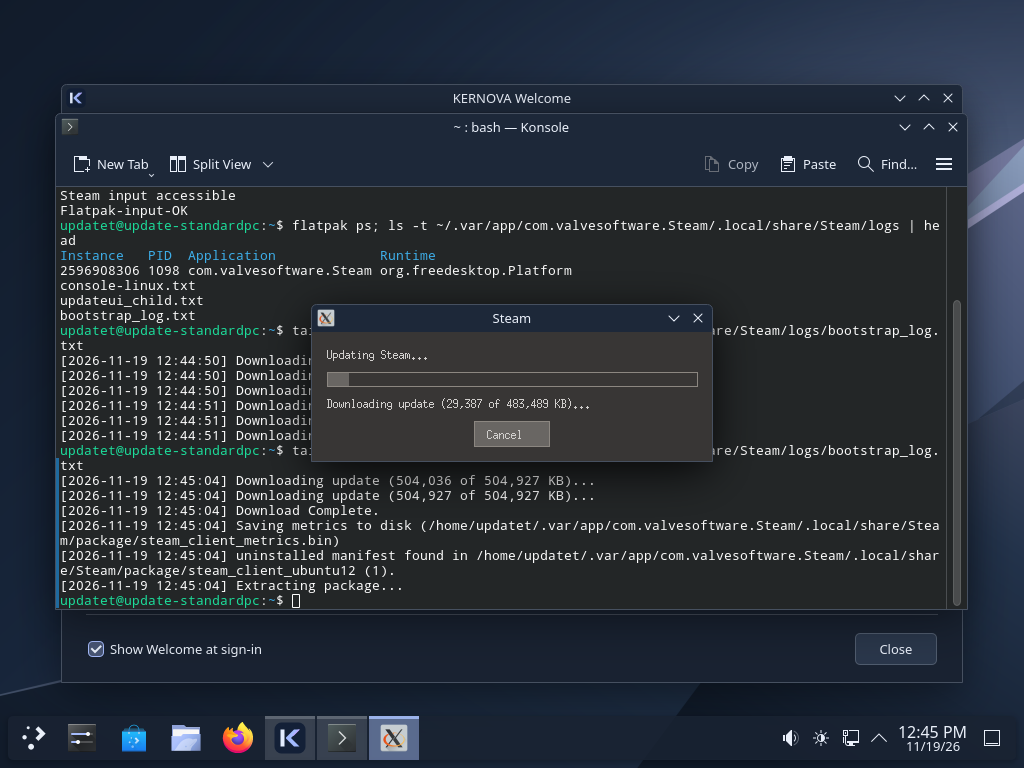 KERNOVA Welcome
~ : bash — Konsole
New Tab
Split View
Copy
Paste
Find...
Steam input accessible
Flatpak-input-OK
updatet@update-standardpc:~$ flatpak ps; ls -t ~/.var/app/com.valvesoftware.Steam/.local/share/Steam/logs | he
ad
Instance   PID  Application             Runtime
2596908306 1098 com.valvesoftware.Steam org.freedesktop.Platform
console-linux.txt
updateui_child.txt
bootstrap_log.txt
updatet@update-standardpc:~$ tai re/Steam/logs/bootstrap_log.
txt
[2026-11-19 12:44:50] Downloadin
[2026-11-19 12:44:50] Downloadin
[2026-11-19 12:44:50] Downloadin
[2026-11-19 12:44:51] Downloadin
[2026-11-19 12:44:51] Downloadin
[2026-11-19 12:44:51] Downloadin
updatet@update-standardpc:~$ tai re/Steam/logs/bootstrap_log.
txt
[2026-11-19 12:45:04] Downloading update (504,036 of 504,927 KB)...
[2026-11-19 12:45:04] Downloading update (504,927 of 504,927 KB)...
[2026-11-19 12:45:04] Download Complete.
[2026-11-19 12:45:04] Saving metrics to disk (/home/updatet/.var/app/com.valvesoftware.Steam/.local/share/Stea
m/package/steam_client_metrics.bin)
[2026-11-19 12:45:04] uninstalled manifest found in /home/updatet/.var/app/com.valvesoftware.Steam/.local/shar
e/Steam/package/steam_client_ubuntu12 (1).
[2026-11-19 12:45:04] Extracting package...
updatet@update-standardpc:~$
Steam
Updating Steam...
Downloading update (29,387 of 483,489 KB)...
Cancel
Show Welcome at sign-in
Close
12:45 PM
11/19/26